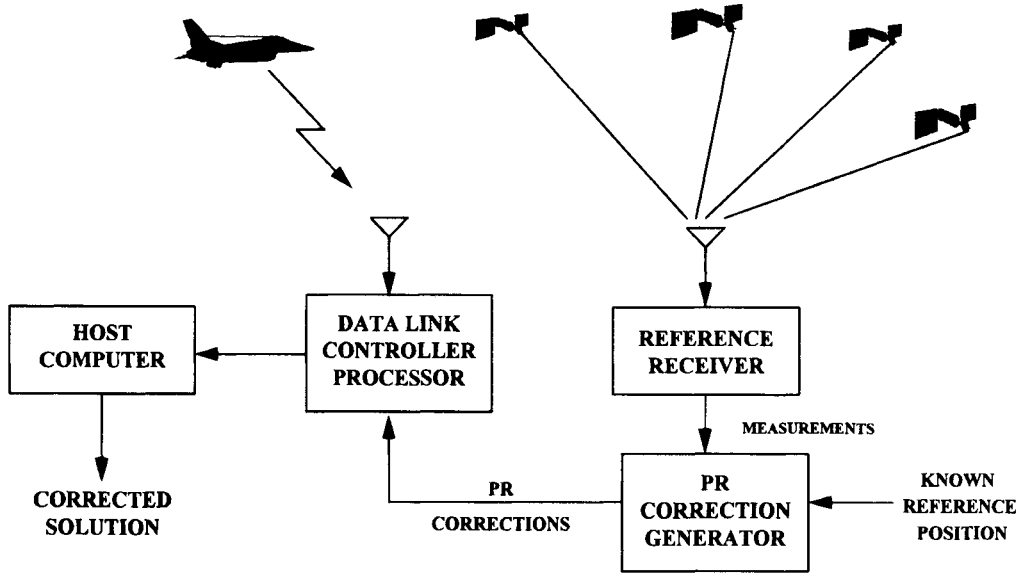 HOST
COMPUTER
DATA LINK
CONTROLLER
PROCESSOR
REFERENCE
RECEIVER
MEASUREMENTS
CORRECTED
SOLUTION
PR
CORRECTIONS
PR
CORRECTION
GENERATOR
KNOWN
REFERENCE
POSITION